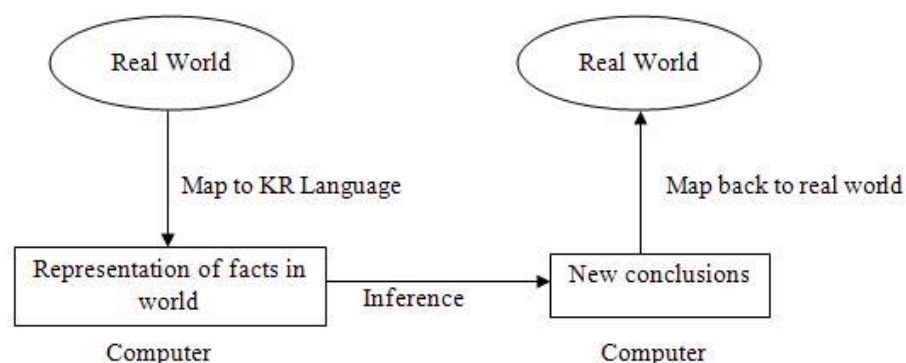 Real World
Real World
Map to KR Language
Map back to real world
Representation of facts in
world
Inference
New conclusions
Computer
Computer